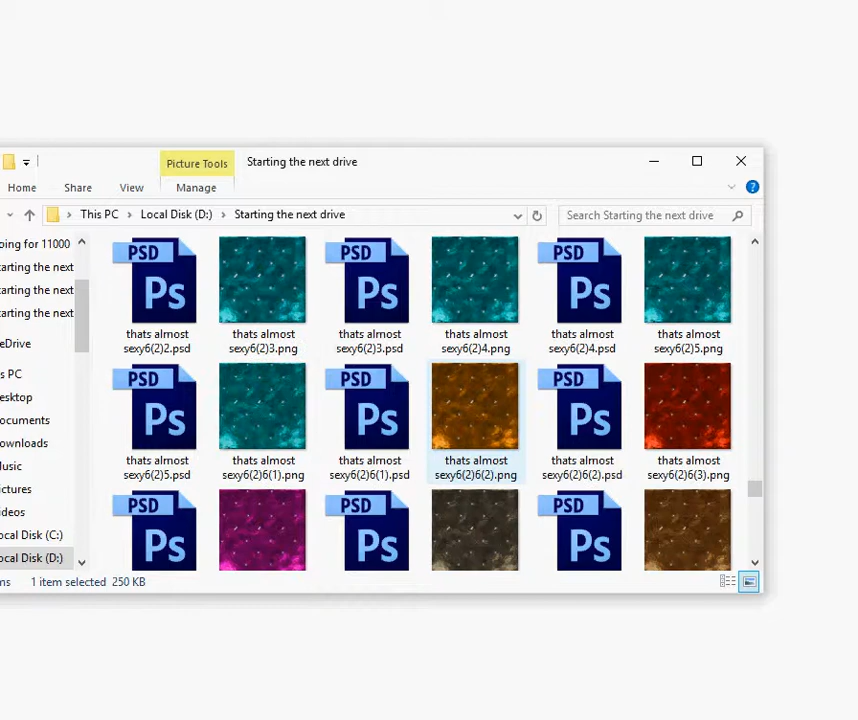 Picture Tools
Starting the next drive
Home
Share
View
Manage
This PC
Local Disk (D:)
Starting the next drive
Search Starting the next drive
oing for 11000
tarting the next
tarting the next
tarting the next
eDrive
s PC
esktop
ocuments
ownloads
usic
ictures
ideos
ocal Disk (C:)
ocal Disk (D:)
PSD
Ps
PSD
Ps
PSD
Ps
thats almost
sexy6(2)2.psd
thats almost
sexy6(2)3.png
thats almost
sexy6(2)3.psd
thats almost
sexy6(2)4.png
thats almost
sexy6(2)4.psd
thats almost
sexy6(2)5.png
PSD
Ps
PSD
Ps
PSD
Ps
thats almost
sexy6(2)5.psd
thats almost
sexy6(2)6(1).png
thats almost
sexy6(2)6(1).psd
thats almost
sexy6(2)6(2).png
thats almost
sexy6(2)6(2).psd
thats almost
sexy6(2)6(3).png
PSD
Ps
PSD
Ps
PSD
Ps
ms
1 item selected 250 KB